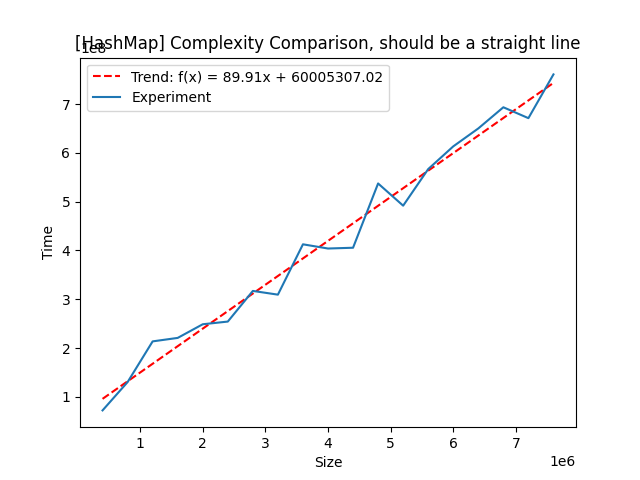 [HashMap] Complexity Comparison, should be a straight line
1e8
Trend: f(x) = 89.91x + 60005307.02
Experiment
7
6
5
4
3
2
1
Time
1 2 3 4 5 6 7
1e6
Size